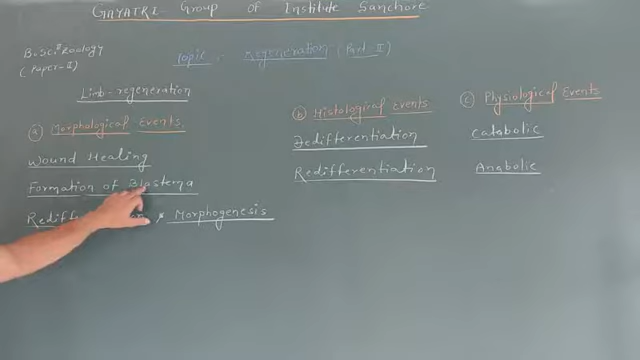 GAYATRI Group of Institute Sanchore
B.Sc. II Zoology
(Paper-II)
Topic - Regeneration (Part-II)
Limb-regeneration
(a) Morphological Events
Wound Healing
Formation of Blastema
Morphogenesis
(b) Histological Events
Dedifferentiation
Redifferentiation
(c) Physiological Events
Catabolic
Anabolic